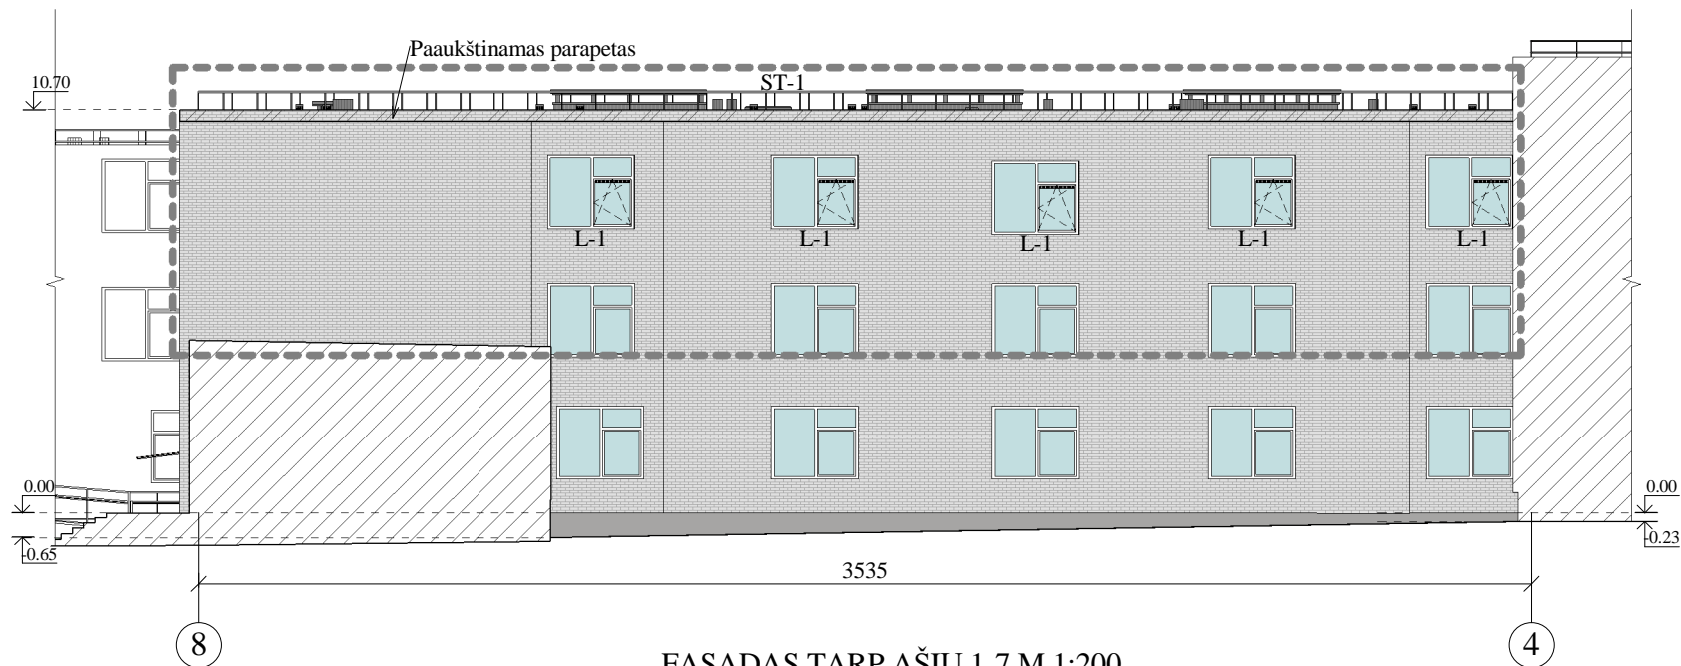 Paaukštinamas parapetas
10.70
ST-1
L-1 L-1 L-1 L-1 L-1
0.00 0.00
-0.65 -0.23
3535
8 4
FASADAS TARP AŠIŲ 1-7 M 1:200